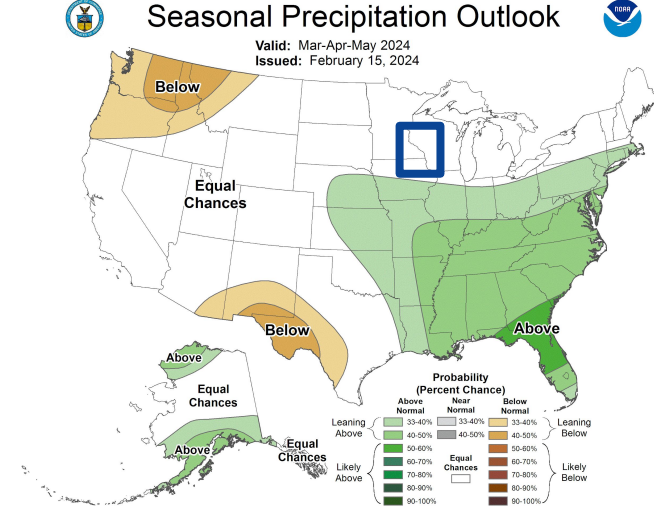 Seasonal Precipitation Outlook
NOAA
Valid: Mar-Apr-May 2024
Issued: February 15, 2024
Below
Equal
Chances
Below
Above
Above
Equal
Chances
Above
Equal
Chances
Probability
(Percent Chance)
Above
Normal
Near
Normal
Below
Normal
Leaning
Above
33-40%
40-50%
33-40%
40-50%
33-40%
40-50%
Leaning
Below
Likely
Above
50-60%
60-70%
70-80%
80-90%
90-100%
Equal
Chances
50-60%
60-70%
70-80%
80-90%
90-100%
Likely
Below